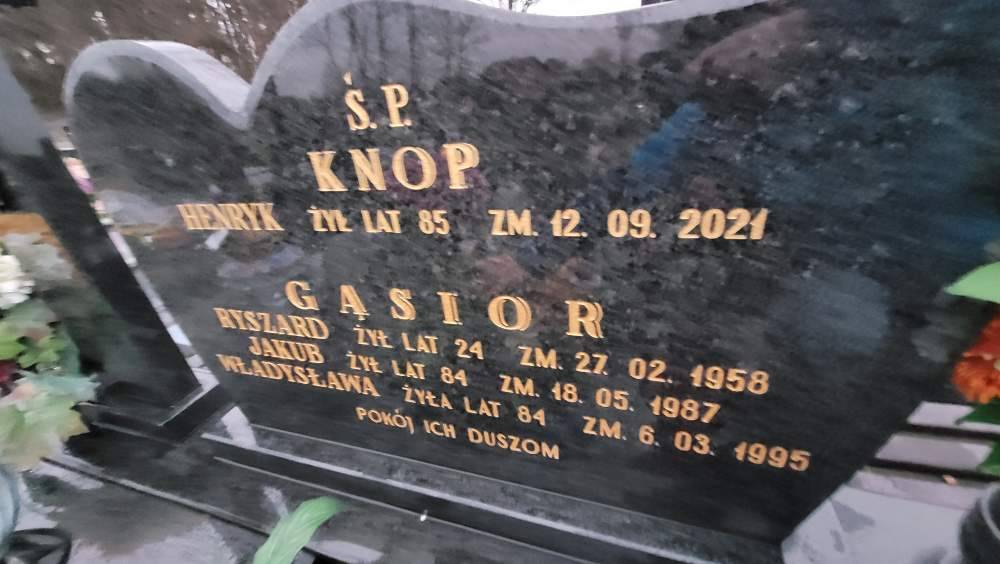 Ś.P.
KNOP
HENRYK ŻYŁ LAT 85 ZM. 12. 09. 2021
GĄSIOR
RYSZARD ŻYŁ LAT 24 ZM. 27. 02. 1958
JAKUB ŻYŁ LAT 84 ZM. 18. 05. 1987
WŁADYSŁAWA ŻYŁA LAT 84 ZM. 6. 03. 1995
POKÓJ ICH DUSZOM